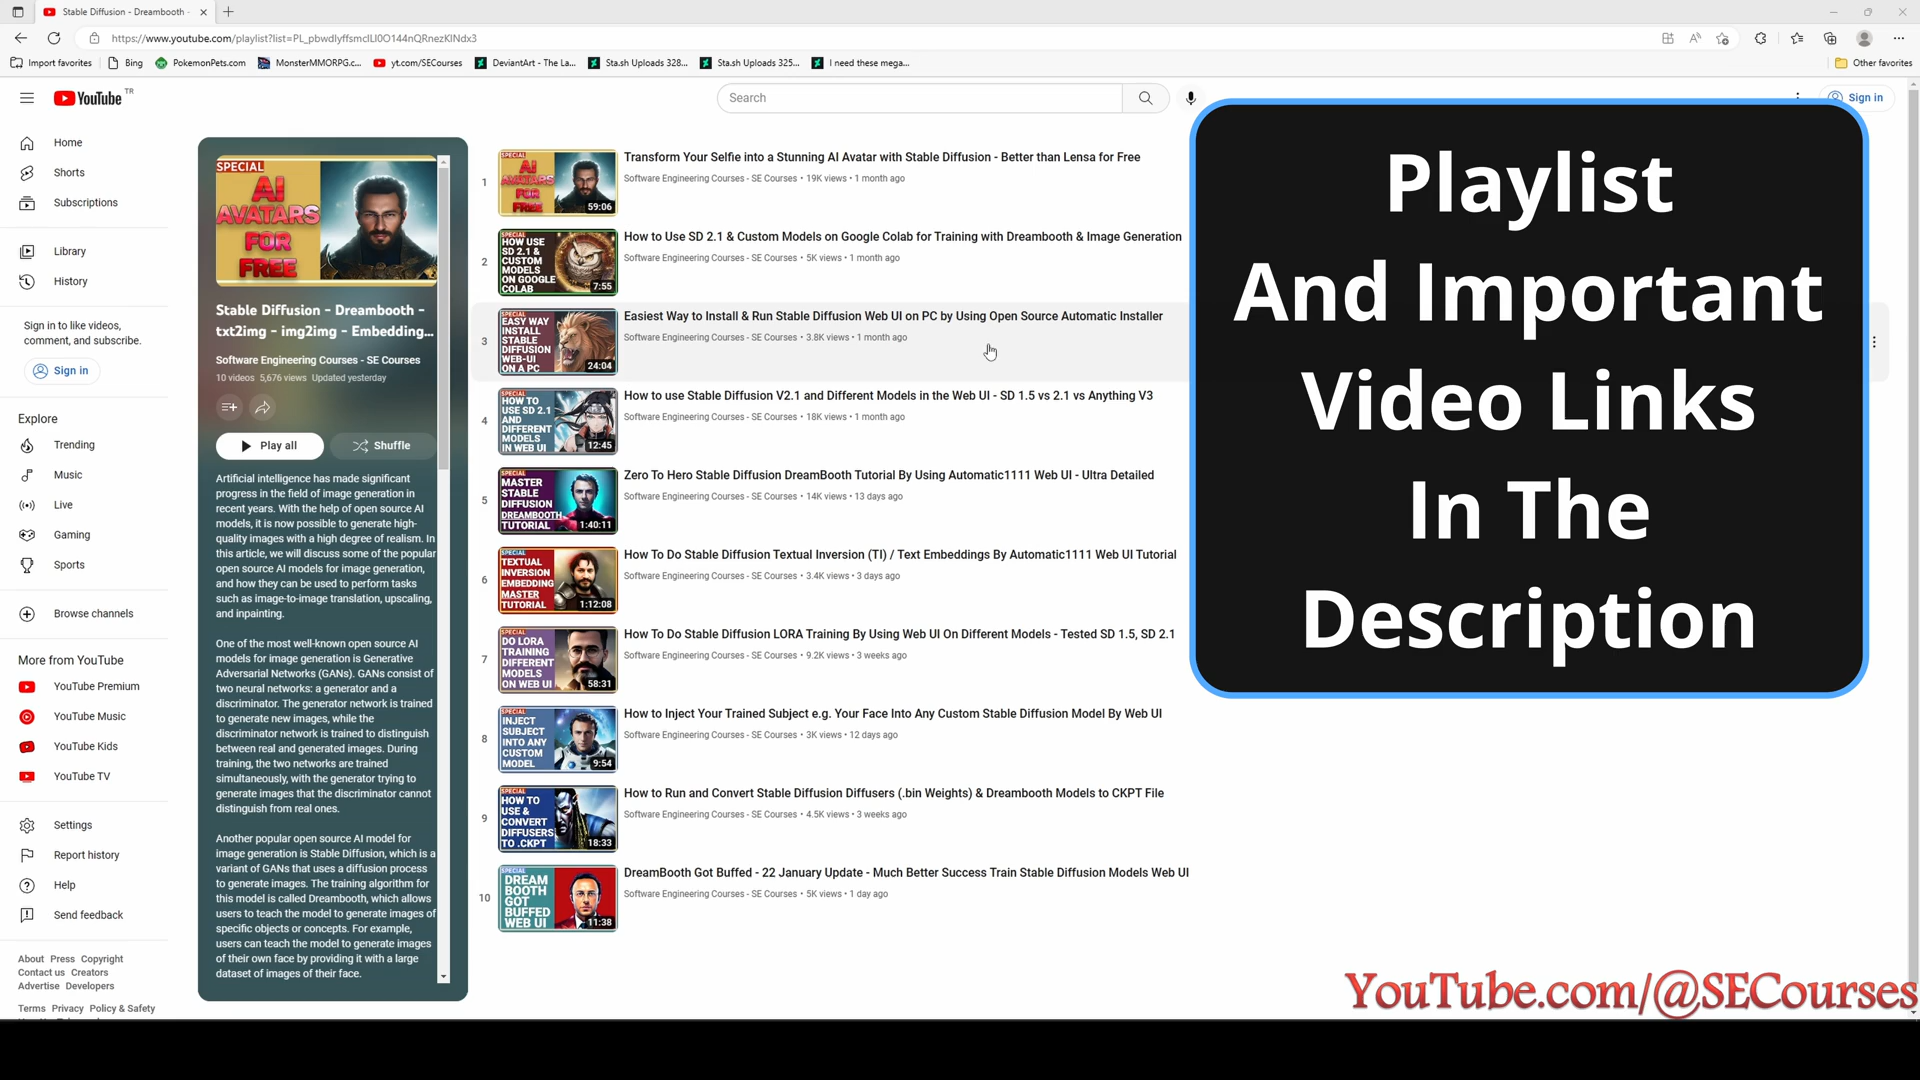 Stable Diffusion - Dreambooth -
https://www.youtube.com/playlist?list=PL_pbwdIyffsmclLl0O144nQRnezKlNdx3
Import favorites
Bing
PokemonPets.com
MonsterMMORPG.c...
yt.com/SECourses
DeviantArt - The La...
Sta.sh Uploads 328...
Sta.sh Uploads 325...
I need these mega...
Other favorites
YouTube TR
Search
Sign in
Home
Shorts
Subscriptions
Library
History
Sign in to like videos,
comment, and subscribe.
Sign in
Explore
Trending
Music
Live
Gaming
Sports
Browse channels
More from YouTube
YouTube Premium
YouTube Music
YouTube Kids
YouTube TV
Settings
Report history
Help
Send feedback
About Press Copyright
Contact us Creators
Advertise Developers
Terms Privacy Policy & Safety
SPECIAL
AI
AVATARS
FOR
FREE
Stable Diffusion - Dreambooth -
txt2img - img2img - Embedding...
Software Engineering Courses - SE Courses
10 videos 5,676 views Updated yesterday
Play all
Shuffle
Artificial intelligence has made significant
progress in the field of image generation in
recent years. With the help of open source AI
models, it is now possible to generate high-
quality images with a high degree of realism. In
this article, we will discuss some of the popular
open source AI models for image generation,
and how they can be used to perform tasks
such as image-to-image translation, upscaling,
and inpainting.
One of the most well-known open source AI
models for image generation is Generative
Adversarial Networks (GANs). GANs consist of
two neural networks: a generator and a
discriminator. The generator network is trained
to generate new images, while the
discriminator network is trained to distinguish
between real and generated images. During
training, the two networks are trained
simultaneously, with the generator trying to
generate images that the discriminator cannot
distinguish from real ones.
Another popular open source AI model for
image generation is Stable Diffusion, which is a
variant of GANs that uses a diffusion process
to generate images. The training algorithm for
this model is called Dreambooth, which allows
users to teach the model to generate images of
specific objects or concepts. For example,
users can teach the model to generate images
of their own face by providing it with a large
dataset of images of their face.
1
SPECIAL
AI
AVATARS
FOR
FREE
59:06
Transform Your Selfie into a Stunning AI Avatar with Stable Diffusion - Better than Lensa for Free
Software Engineering Courses - SE Courses • 19K views • 1 month ago
2
HOW USE
SD 2.1 &
CUSTOM
MODELS
ON GOOGLE
COLAB
7:55
How to Use SD 2.1 & Custom Models on Google Colab for Training with Dreambooth & Image Generation
Software Engineering Courses - SE Courses • 5K views • 1 month ago
3
EASY WAY
INSTALL
STABLE
DIFFUSION
WEB-UI
ON A PC
24:04
Easiest Way to Install & Run Stable Diffusion Web UI on PC by Using Open Source Automatic Installer
Software Engineering Courses - SE Courses • 3.8K views • 1 month ago
4
HOW TO
USE SD 2.1
AND
DIFFERENT
MODELS
IN WEB UI
12:45
How to use Stable Diffusion V2.1 and Different Models in the Web UI - SD 1.5 vs 2.1 vs Anything V3
Software Engineering Courses - SE Courses • 18K views • 1 month ago
5
SPECIAL
MASTER
STABLE
DIFFUSION
DREAMBOOTH
TUTORIAL
1:40:11
Zero To Hero Stable Diffusion DreamBooth Tutorial By Using Automatic1111 Web UI - Ultra Detailed
Software Engineering Courses - SE Courses • 14K views • 13 days ago
6
SPECIAL
TEXTUAL
INVERSION
EMBEDDING
MASTER
TUTORIAL
1:12:08
How To Do Stable Diffusion Textual Inversion (TI) / Text Embeddings By Automatic1111 Web UI Tutorial
Software Engineering Courses - SE Courses • 3.4K views • 3 days ago
7
SPECIAL
DO LORA
TRAINING
DIFFERENT
MODELS
ON WEB UI
58:31
How To Do Stable Diffusion LORA Training By Using Web UI On Different Models - Tested SD 1.5, SD 2.1
Software Engineering Courses - SE Courses • 9.2K views • 3 weeks ago
8
SPECIAL
INJECT
SUBJECT
INTO ANY
CUSTOM
MODEL
9:54
How to Inject Your Trained Subject e.g. Your Face Into Any Custom Stable Diffusion Model By Web UI
Software Engineering Courses - SE Courses • 3K views • 12 days ago
9
SPECIAL
HOW TO
USE &
CONVERT
DIFFUSERS
TO .CKPT
18:33
How to Run and Convert Stable Diffusion Diffusers (.bin Weights) & Dreambooth Models to CKPT File
Software Engineering Courses - SE Courses • 4.5K views • 3 weeks ago
10
SPECIAL
DREAM
BOOTH
GOT
BUFFED
WEB UI
11:38
DreamBooth Got Buffed - 22 January Update - Much Better Success Train Stable Diffusion Models Web UI
Software Engineering Courses - SE Courses • 5K views • 1 day ago
Playlist
And Important
Video Links
In The
Description
YouTube.com/@SECourses